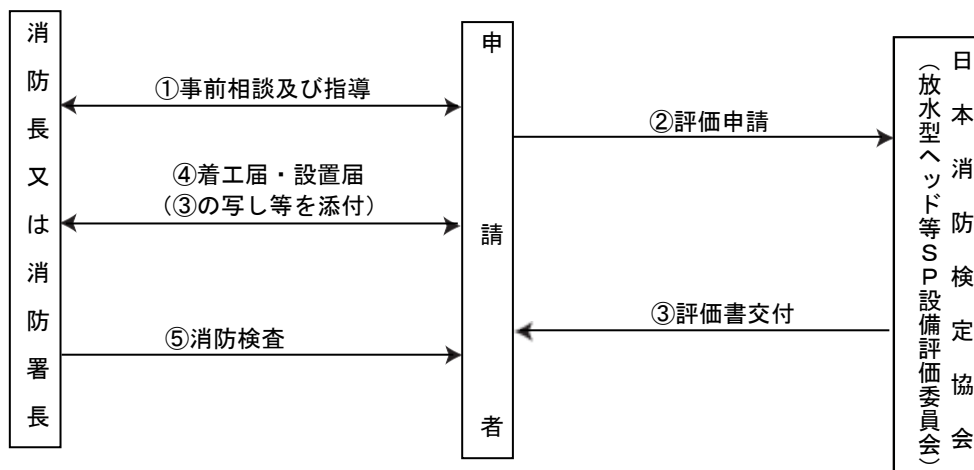 消防長又は消防署長
①事前相談及び指導
④着工届・設置届
（③の写し等を添付）
⑤消防検査
申請者
②評価申請
③評価書交付
日本消防検定協会
（放水型ヘッド等ＳＰ設備評価委員会）